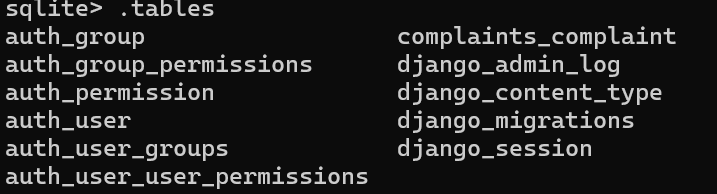 sqlite> .tables
auth_group                  complaints_complaint
auth_group_permissions      django_admin_log
auth_permission             django_content_type
auth_user                   django_migrations
auth_user_groups            django_session
auth_user_user_permissions